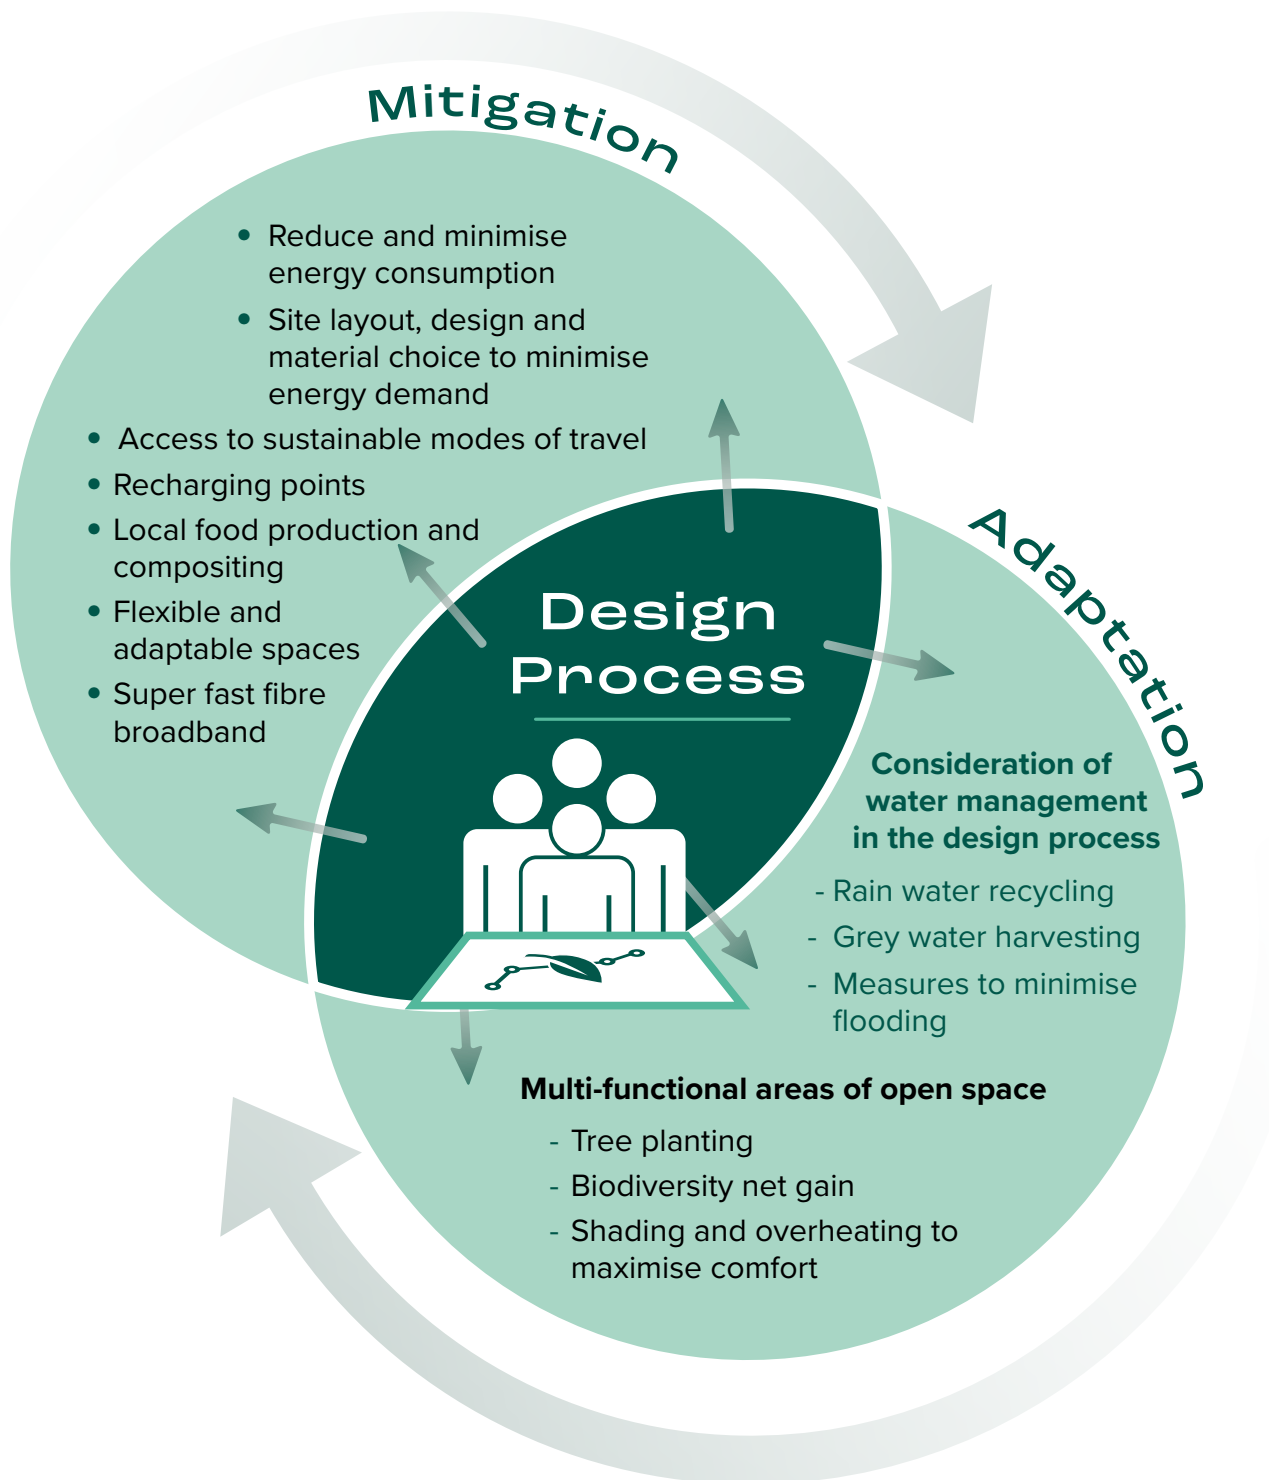 Mitigation
• Reduce and minimise
energy consumption
• Site layout, design and
material choice to minimise
energy demand
• Access to sustainable modes of travel
• Recharging points
• Local food production and
compositing
• Flexible and
adaptable spaces
• Super fast fibre
broadband
Design
Process
Adaptation
Consideration of
water management
in the design process
- Rain water recycling
- Grey water harvesting
- Measures to minimise
flooding
Multi-functional areas of open space
- Tree planting
- Biodiversity net gain
- Shading and overheating to
maximise comfort